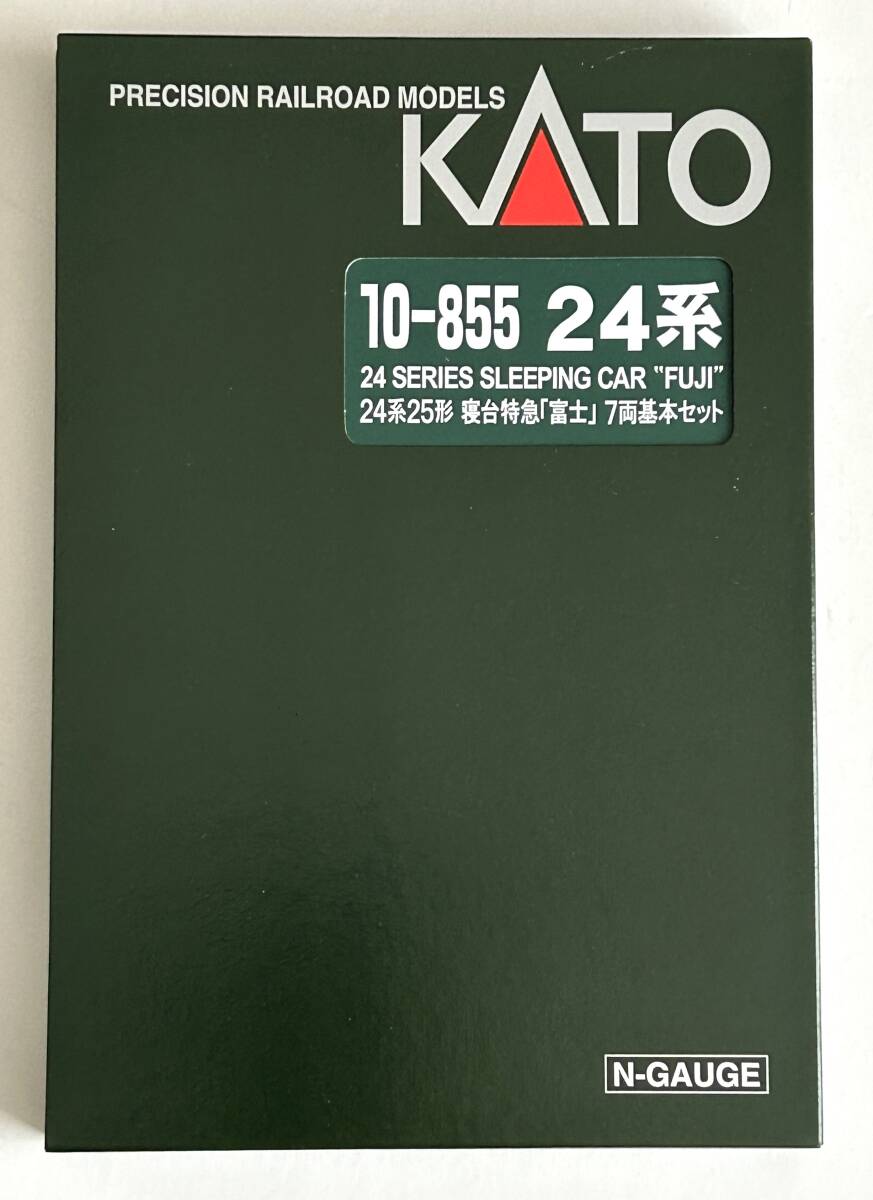 PRECISION RAILROAD MODELS
KATO
10-855 24系
24 SERIES SLEEPING CAR "FUJI"
24系25形 寝台特急「富士」 7両基本セット
N-GAUGE